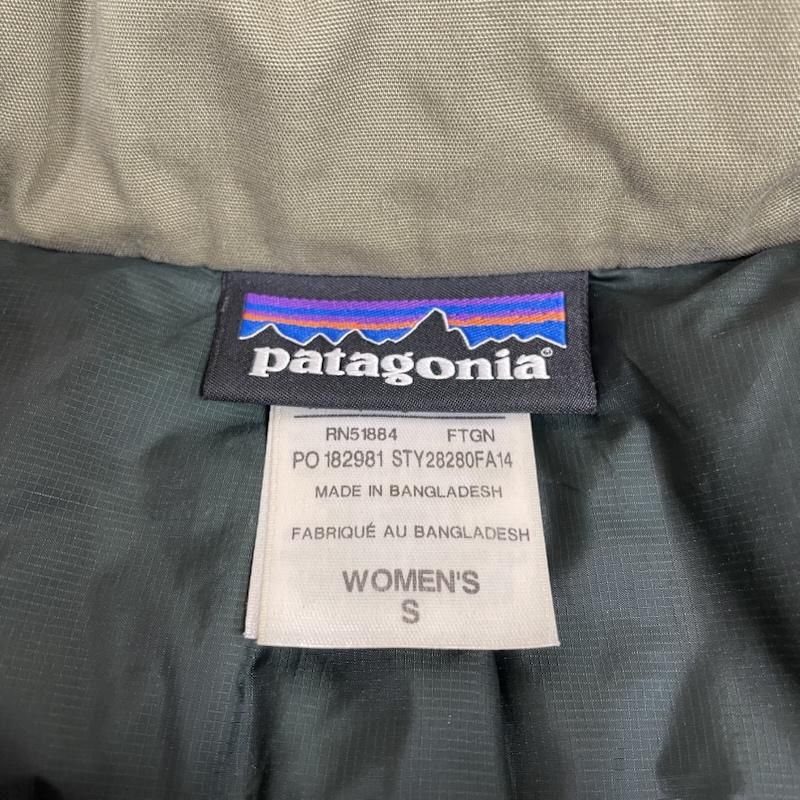 patagonia®
RN51884 FTGN
PO 182981 STY28280FA14
MADE IN BANGLADESH
FABRIQUÉ AU BANGLADESH
WOMEN'S
S